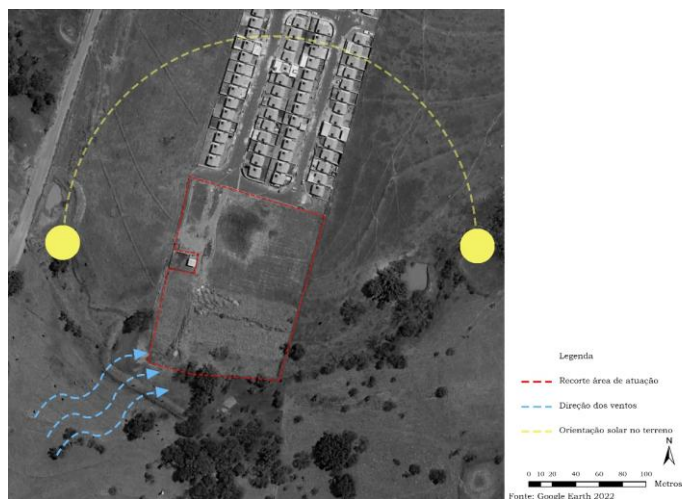 Legenda
Recorte área de atuação
Direção dos ventos
Orientação solar no terreno
N
0 10 20 40 60 80 100 Metros
Fonte: Google Earth 2022